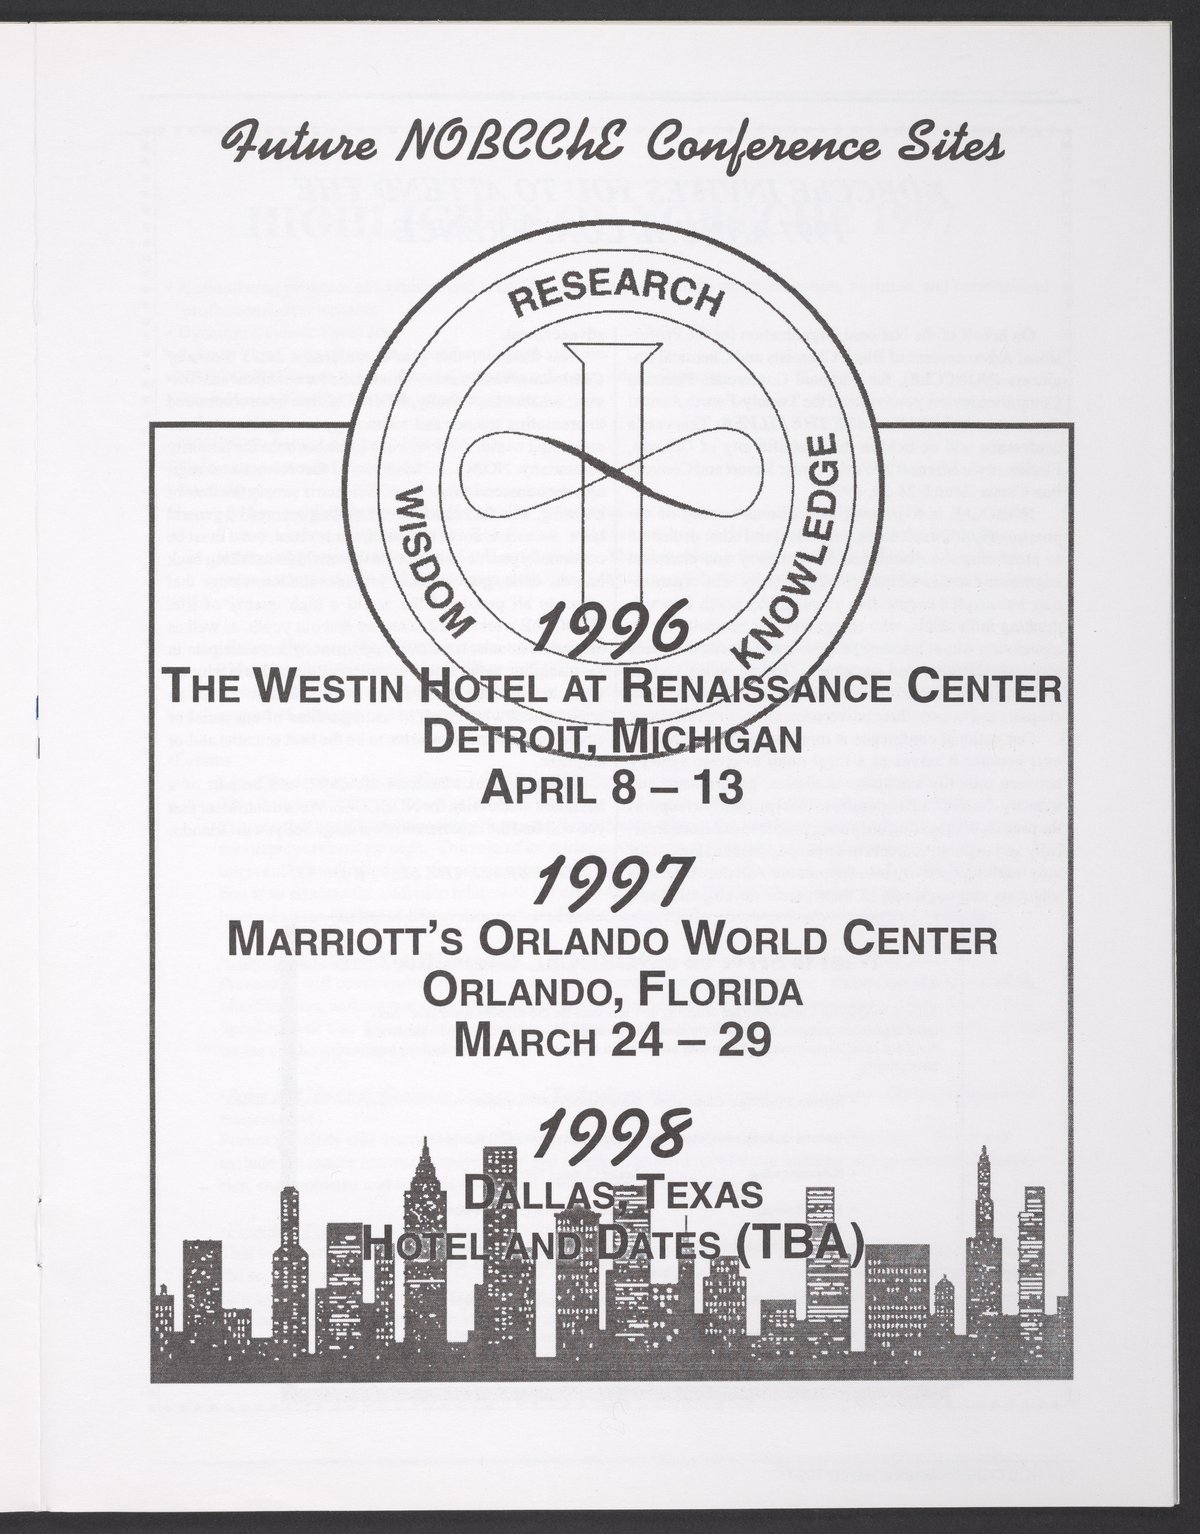 Future NOBCChE Conference Sites
RESEARCH
WISDOM
KNOWLEDGE
1996
THE WESTIN HOTEL AT RENAISSANCE CENTER
DETROIT, MICHIGAN
APRIL 8 – 13
1997
MARRIOTT'S ORLANDO WORLD CENTER
ORLANDO, FLORIDA
MARCH 24 – 29
1998
DALLAS, TEXAS
HOTEL AND DATES (TBA)